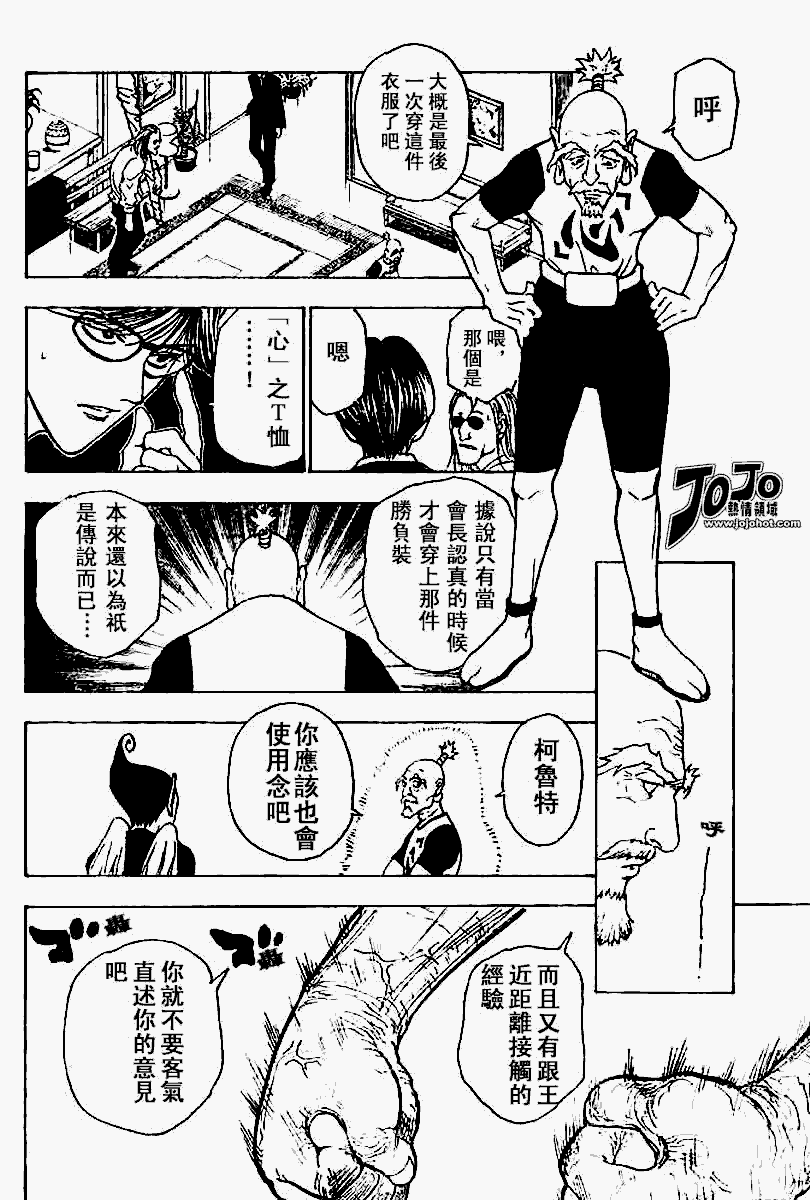 呼
大概是最後
一次穿這件
衣服了吧
喂,
那個是
嗯
「心」之T恤
……!
據說只有當
會長認真的時候
才會穿上那件
勝負裝
本來還以為祇
是傳說而已……
JOJO
熱情領域
www.jojohot.com
呼
柯魯特
你應該也會
使用念吧
而且又有跟王
近距離接觸的
經驗
ゴ轟
ゴ轟
你就不要客氣
直述你的意見
吧